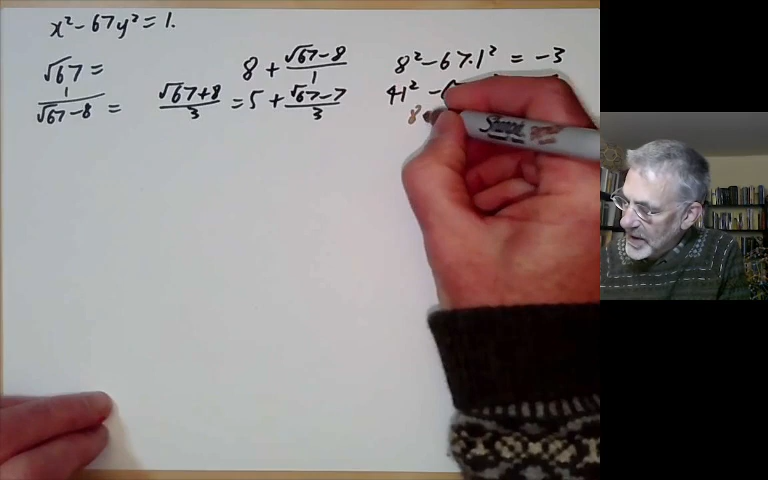 x² - 67y² = 1.
√67 = 8 + (√67 - 8)/1 8² - 67.1² = -3
1/(√67 - 8) = (√67 + 8)/3 = 5 + (√67 - 7)/3 41² -
8
Sharpie